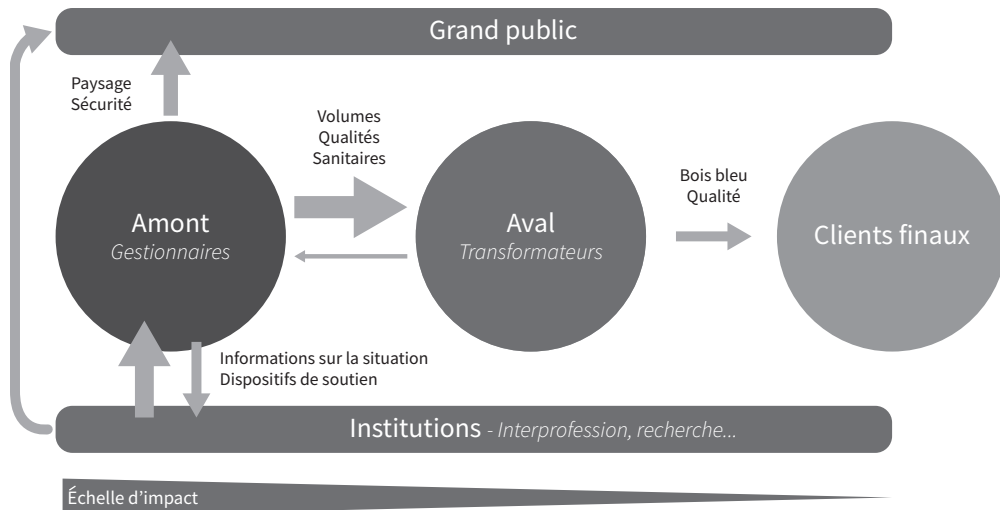 Grand public
Paysage
Sécurité
Volumes
Qualités
Sanitaires
Bois bleu
Qualité
Amont
Gestionnaires
Aval
Transformateurs
Clients finaux
Informations sur la situation
Dispositifs de soutien
Institutions - Interprofession, recherche...
Échelle d’impact